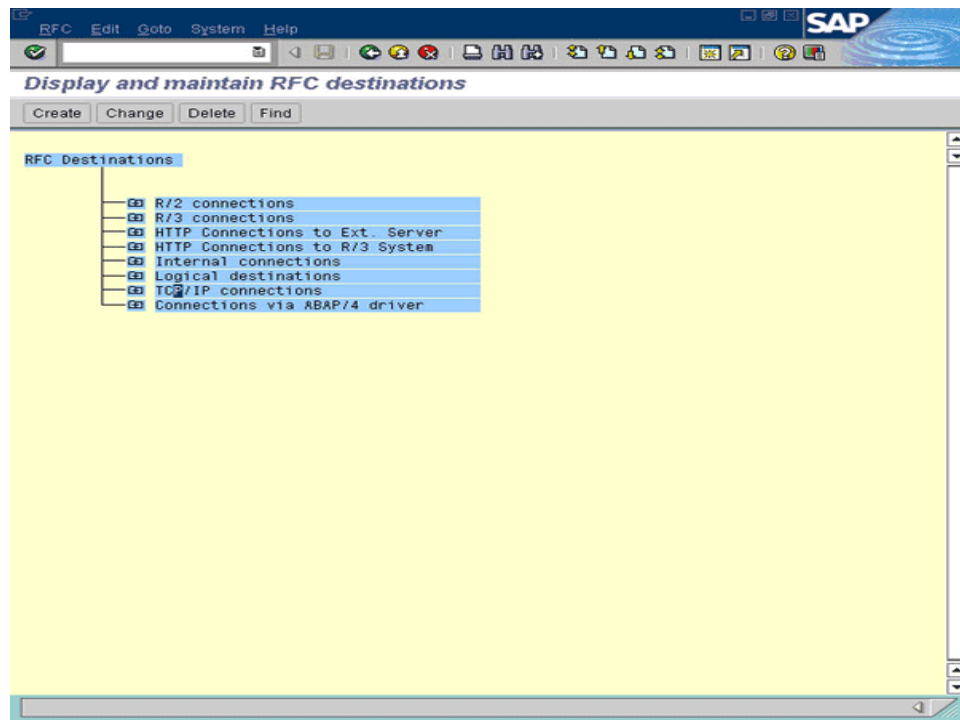 RFC Edit Goto System Help
SAP
Display and maintain RFC destinations
Create Change Delete Find
RFC Destinations
R/2 connections
R/3 connections
HTTP Connections to Ext. Server
HTTP Connections to R/3 System
Internal connections
Logical destinations
TCP/IP connections
Connections via ABAP/4 driver